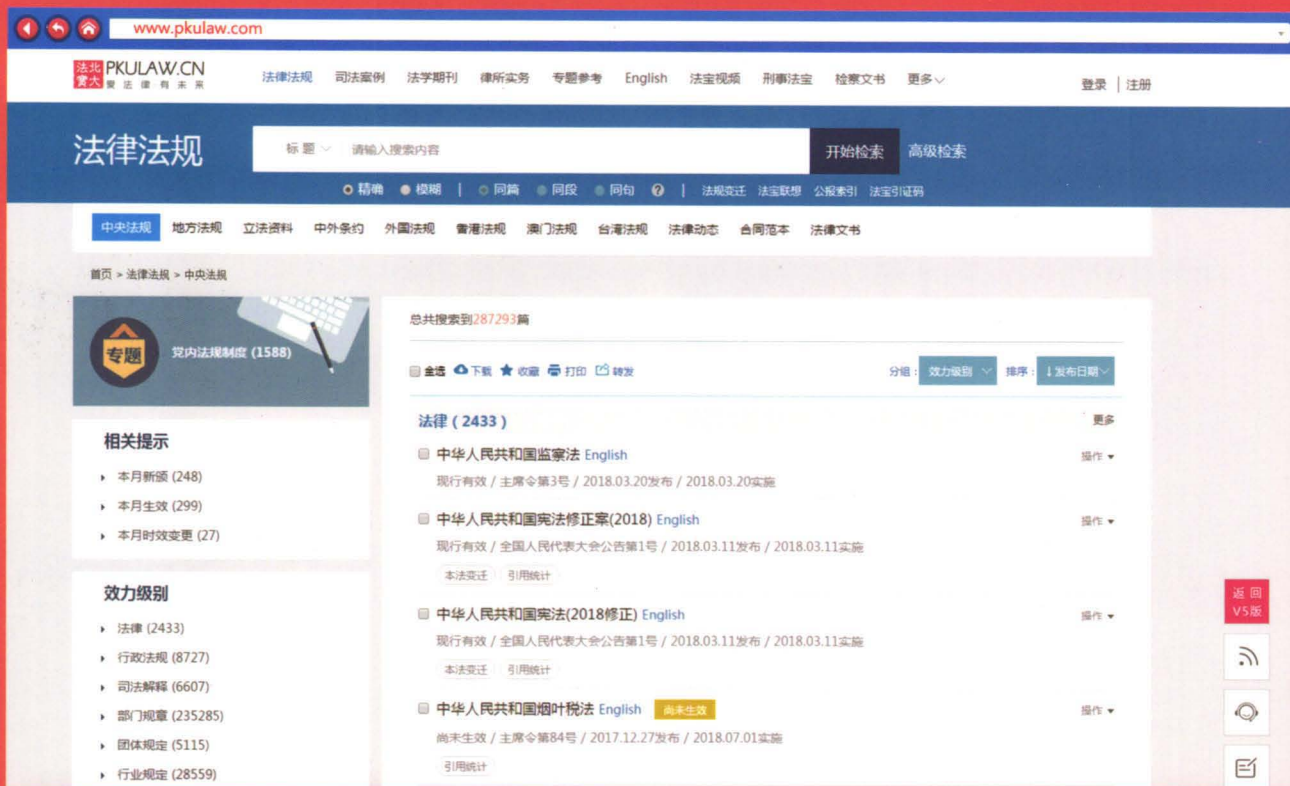 www.pkulaw.com
法北宝大 PKULAW.CN 法律法规 司法案例 法学期刊 律所实务 专题参考 English 法宝视频 刑事法宝 检察文书 更多
爱法律有未来 登录 | 注册
法律法规 标题 请输入搜索内容 开始检索 高级检索
精确 模糊 | 同篇 同段 同句 ? | 法规变迁 法宝联想 公报索引 法宝引证码
中央法规 地方法规 立法资料 中外条约 外国法规 香港法规 澳门法规 台湾法规 法律动态 合同范本 法律文书
首页 > 法律法规 > 中央法规
专题 党内法规制度 (1588)
相关提示
本月新颁 (248)
本月生效 (299)
本月时效变更 (27)
效力级别
法律 (2433)
行政法规 (8727)
司法解释 (6607)
部门规章 (235285)
团体规定 (5115)
行业规定 (28559)
总共搜索到287293篇
全选 下载 收藏 打印 转发 分组： 效力级别 排序： ↓发布日期
法律 ( 2433 ) 更多
中华人民共和国监察法 English 操作
现行有效 / 主席令第3号 / 2018.03.20发布 / 2018.03.20实施
中华人民共和国宪法修正案(2018) English 操作
现行有效 / 全国人民代表大会公告第1号 / 2018.03.11发布 / 2018.03.11实施
本法变迁 引用统计
中华人民共和国宪法(2018修正) English 操作
现行有效 / 全国人民代表大会公告第1号 / 2018.03.11发布 / 2018.03.11实施
本法变迁 引用统计
中华人民共和国烟叶税法 English 尚未生效 操作
尚未生效 / 主席令第84号 / 2017.12.27发布 / 2018.07.01实施
引用统计
返回
V5版